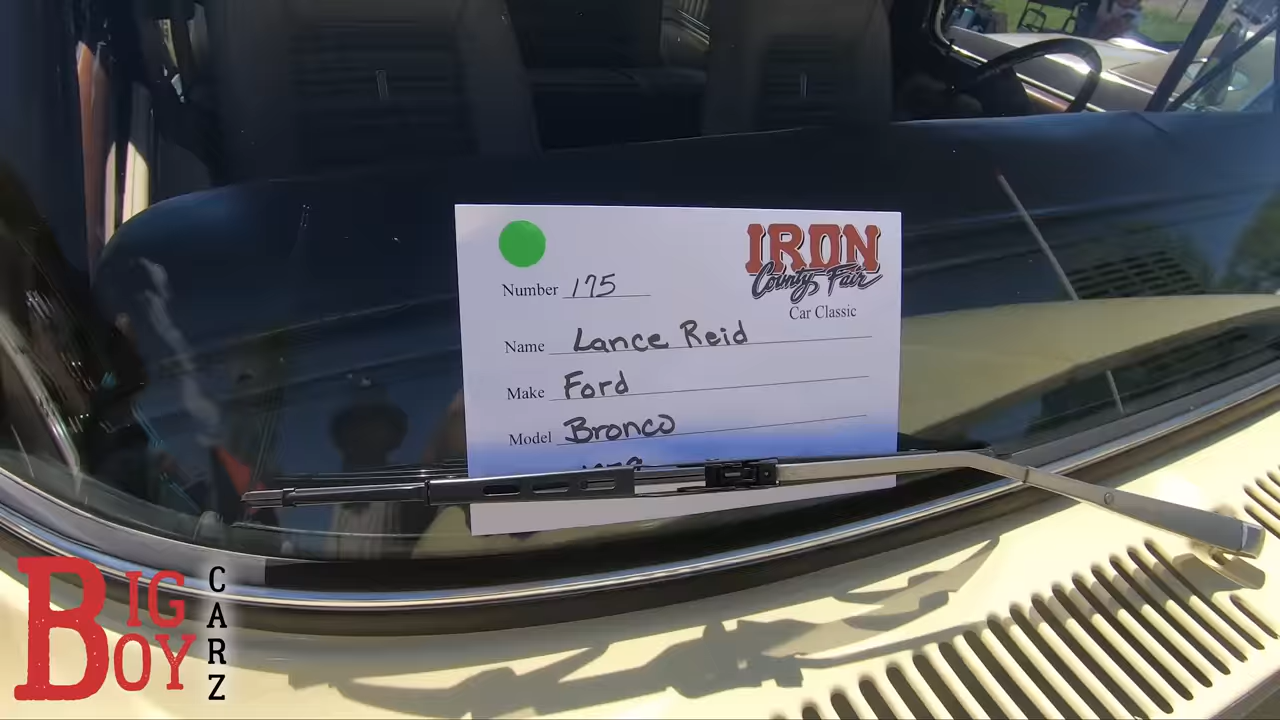 IRON
County Fair
Car Classic
Number 175
Name Lance Reid
Make Ford
Model Bronco
BIG BOY CARZ